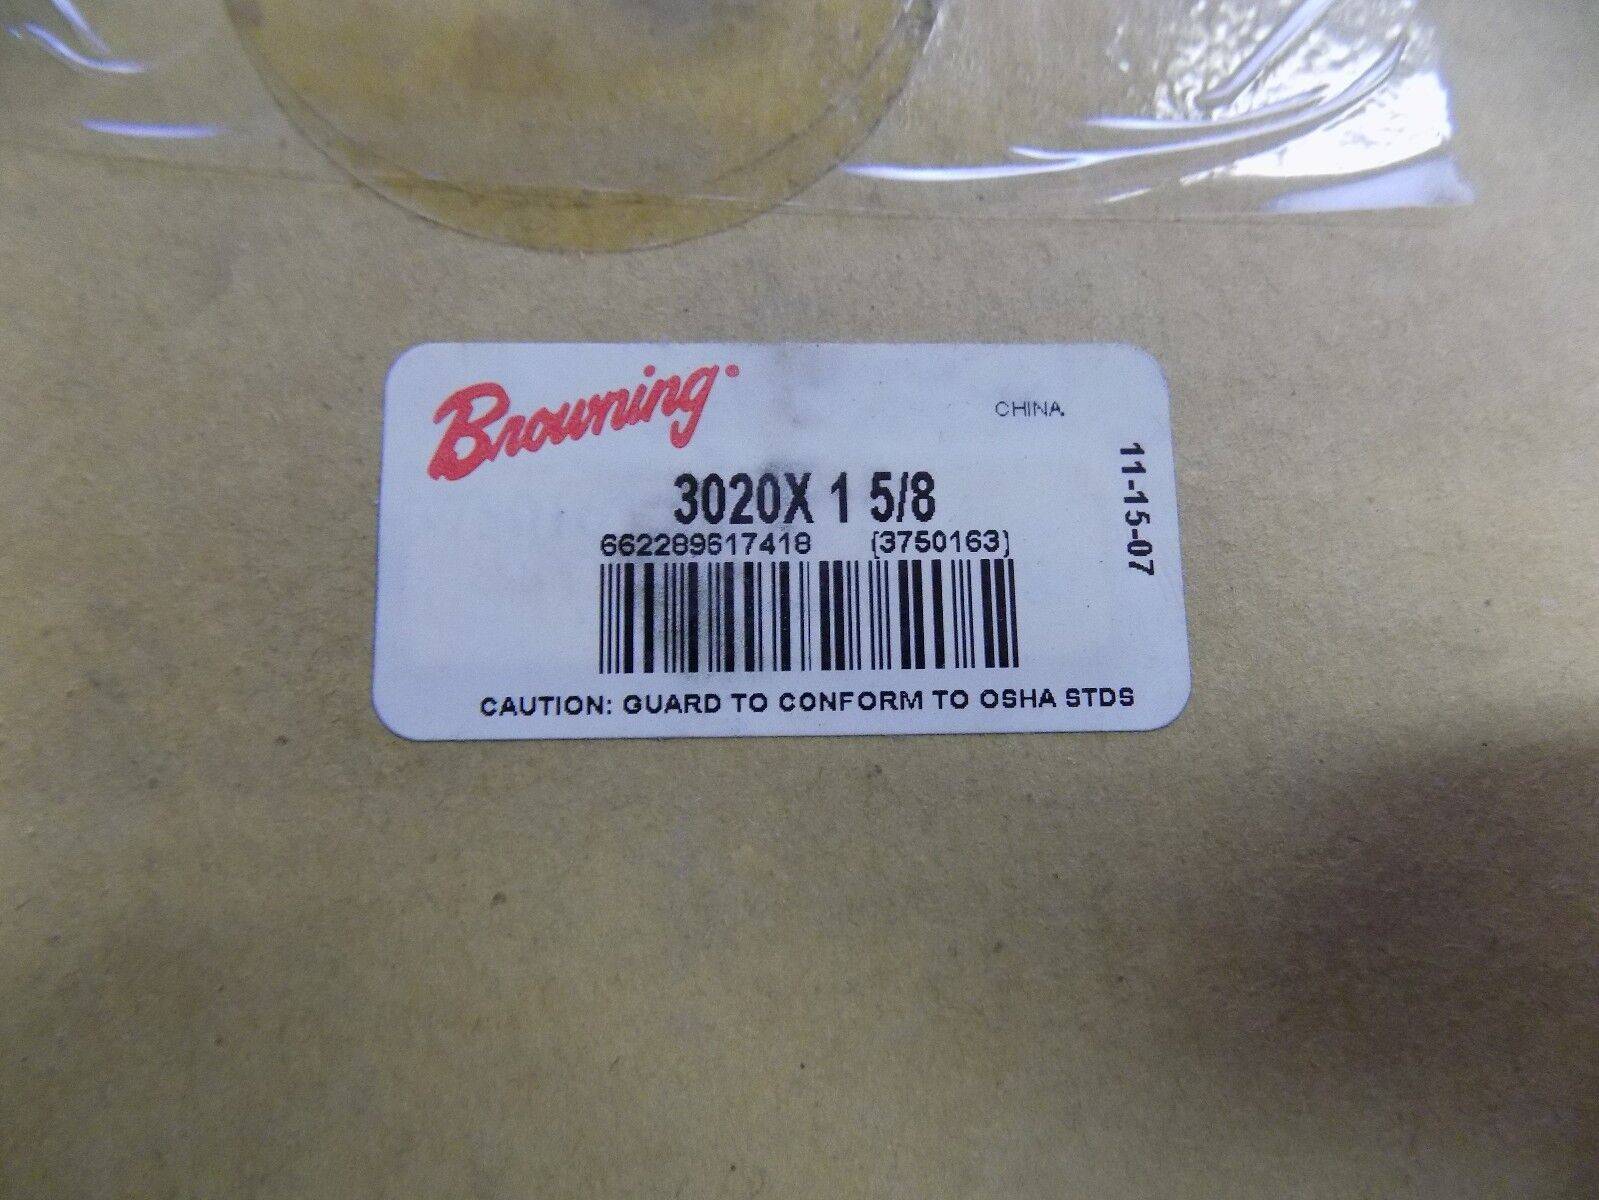 Browning®
CHINA
3020X 1 5/8
662289617418 (3750163)
CAUTION: GUARD TO CONFORM TO OSHA STDS
11-15-07